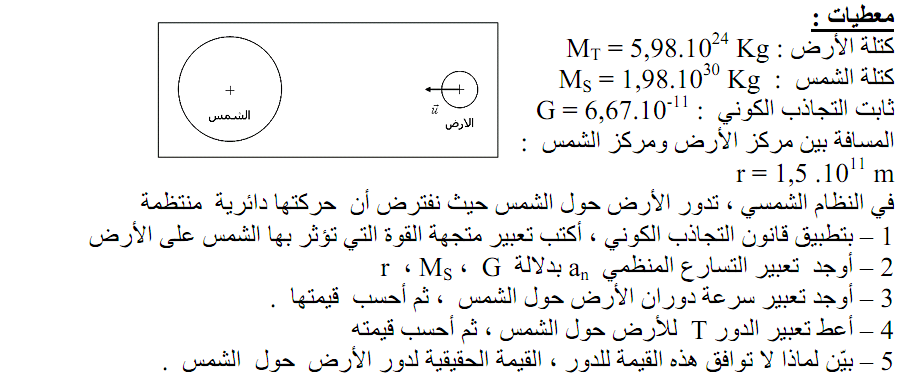 معطيات :
كتلة الأرض : M_T = 5,98.10^24 Kg
كتلة الشمس : M_S = 1,98.10^30 Kg
ثابت التجاذب الكوني : G = 6,67.10^-11
المسافة بين مركز الأرض ومركز الشمس :
r = 1,5 .10^11 m
الشمس
u⃗
الارض
في النظام الشمسي ، تدور الأرض حول الشمس حيث نفترض أن حركتها دائرية منتظمة
1 – بتطبيق قانون التجاذب الكوني ، أكتب تعبير متجهة القوة التي تؤثر بها الشمس على الأرض
2 – أوجد تعبير التسارع المنظمي a_n بدلالة r ، M_S ، G
3 – أوجد تعبير سرعة دوران الأرض حول الشمس ، ثم أحسب قيمتها .
4 – أعط تعبير الدور T للأرض حول الشمس ، ثم أحسب قيمته
5 – بيّن لماذا لا توافق هذه القيمة للدور ، القيمة الحقيقية لدور الأرض حول الشمس .